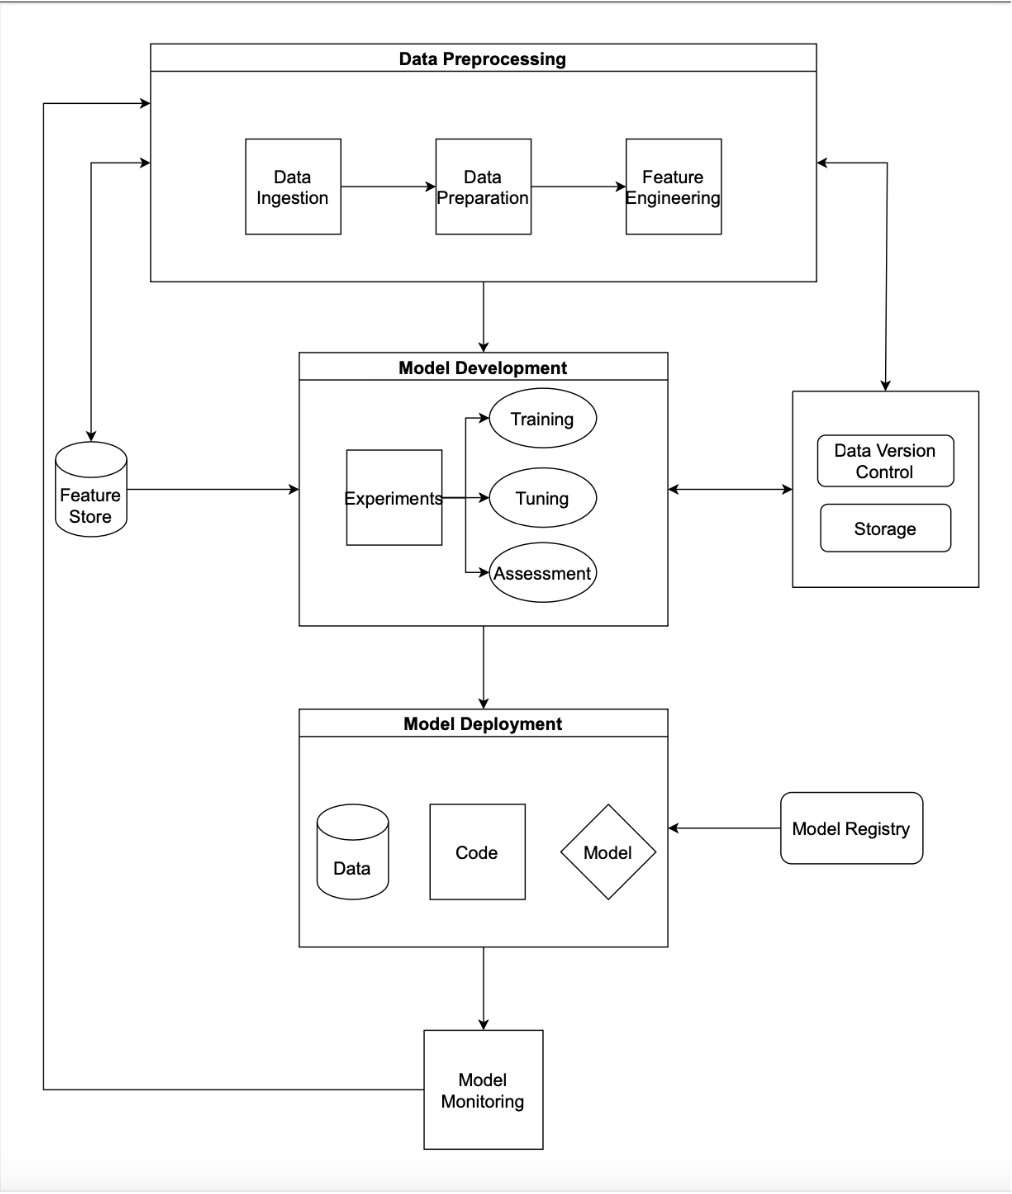 Data Preprocessing
Data
Ingestion
Data
Preparation
Feature
Engineering
Model Development
Training
Experiments
Tuning
Assessment
Feature
Store
Data Version
Control
Storage
Model Deployment
Data
Code
Model
Model Registry
Model
Monitoring